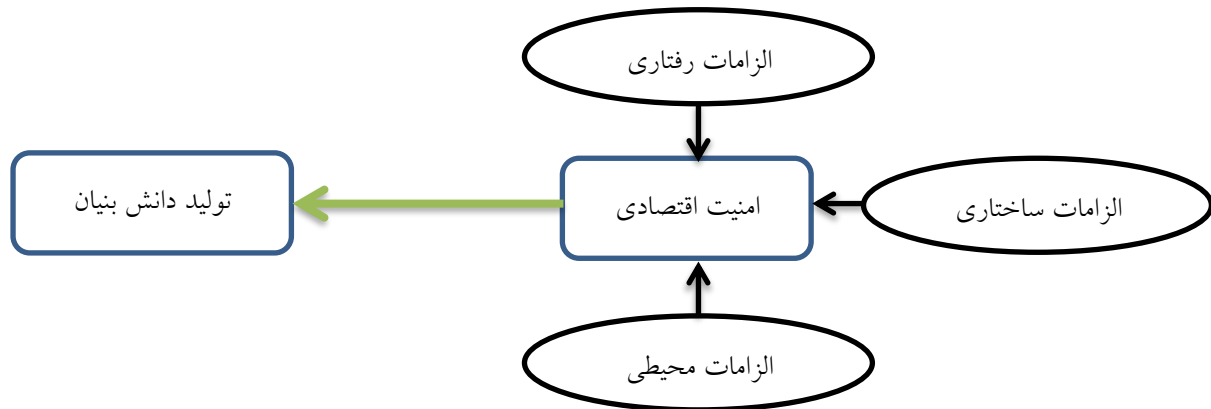 الزامات رفتاری
الزامات ساختاری
امنیت اقتصادی
تولید دانش بنیان
الزامات محیطی